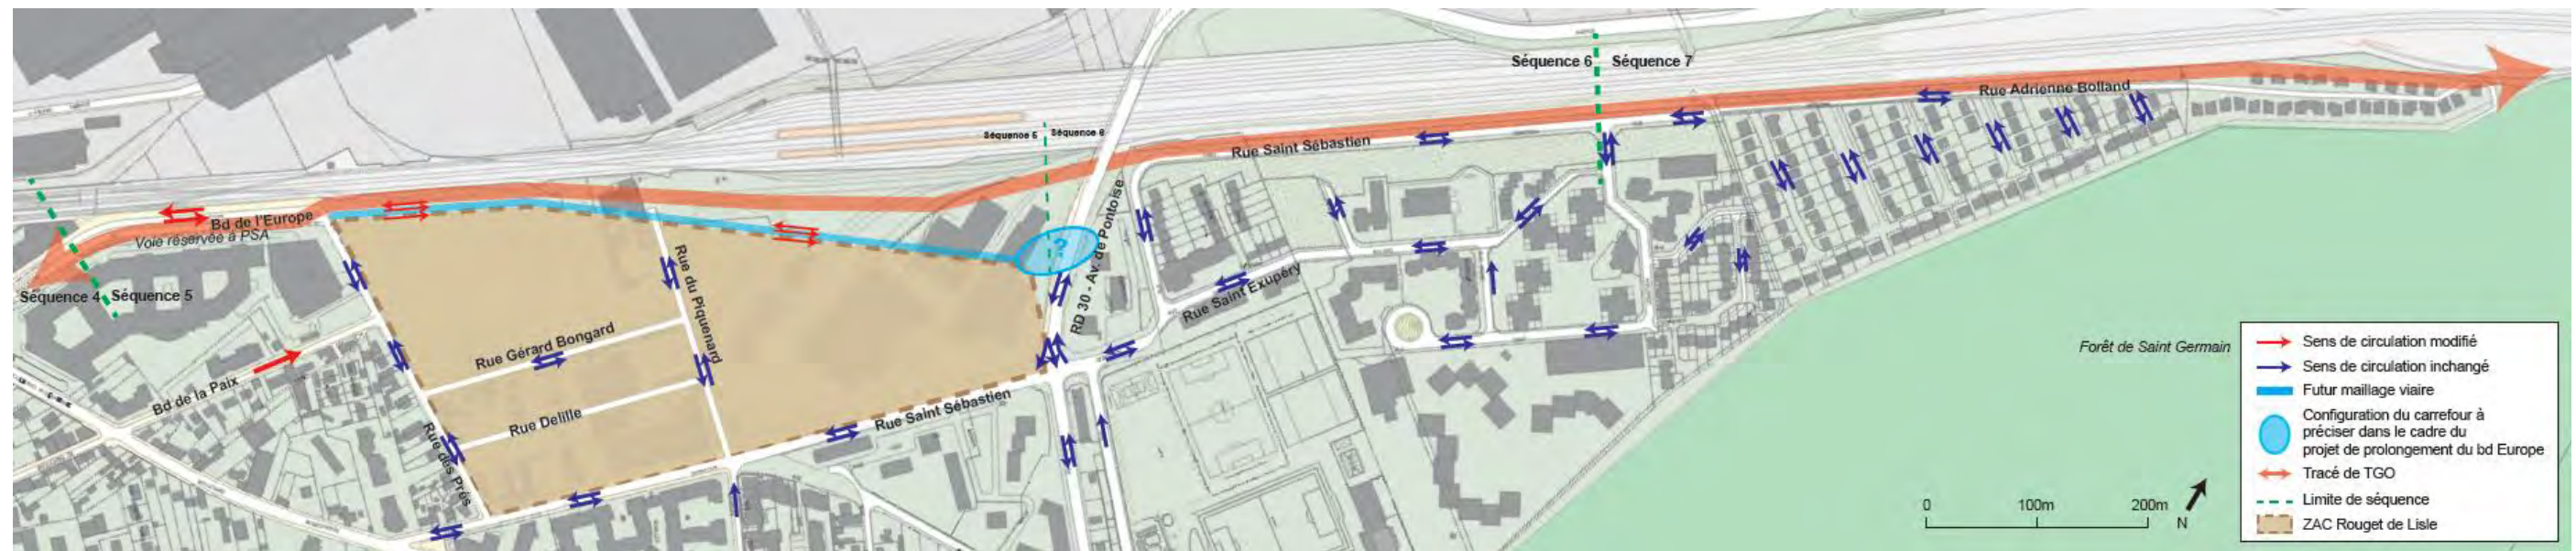 Séquence 6
Séquence 7
Rue Adrienne Bolland
Séquence 5
Séquence 6
Rue Saint Sébastien
Bd de l'Europe
Voie réservée à PSA
Séquence 4
Séquence 5
?
RD 30 - Av. de Pontoise
Rue du Piquenard
Rue Saint Exupéry
Rue Gérard Bongard
Bd de la Paix
Rue Delille
Rue Saint Sébastien
Rue des Prés
Forêt de Saint Germain
Sens de circulation modifié
Sens de circulation inchangé
Futur maillage viaire
Configuration du carrefour à
préciser dans le cadre du
projet de prolongement du bd Europe
Tracé de TGO
Limite de séquence
ZAC Rouget de Lisle
0 100m 200m
N